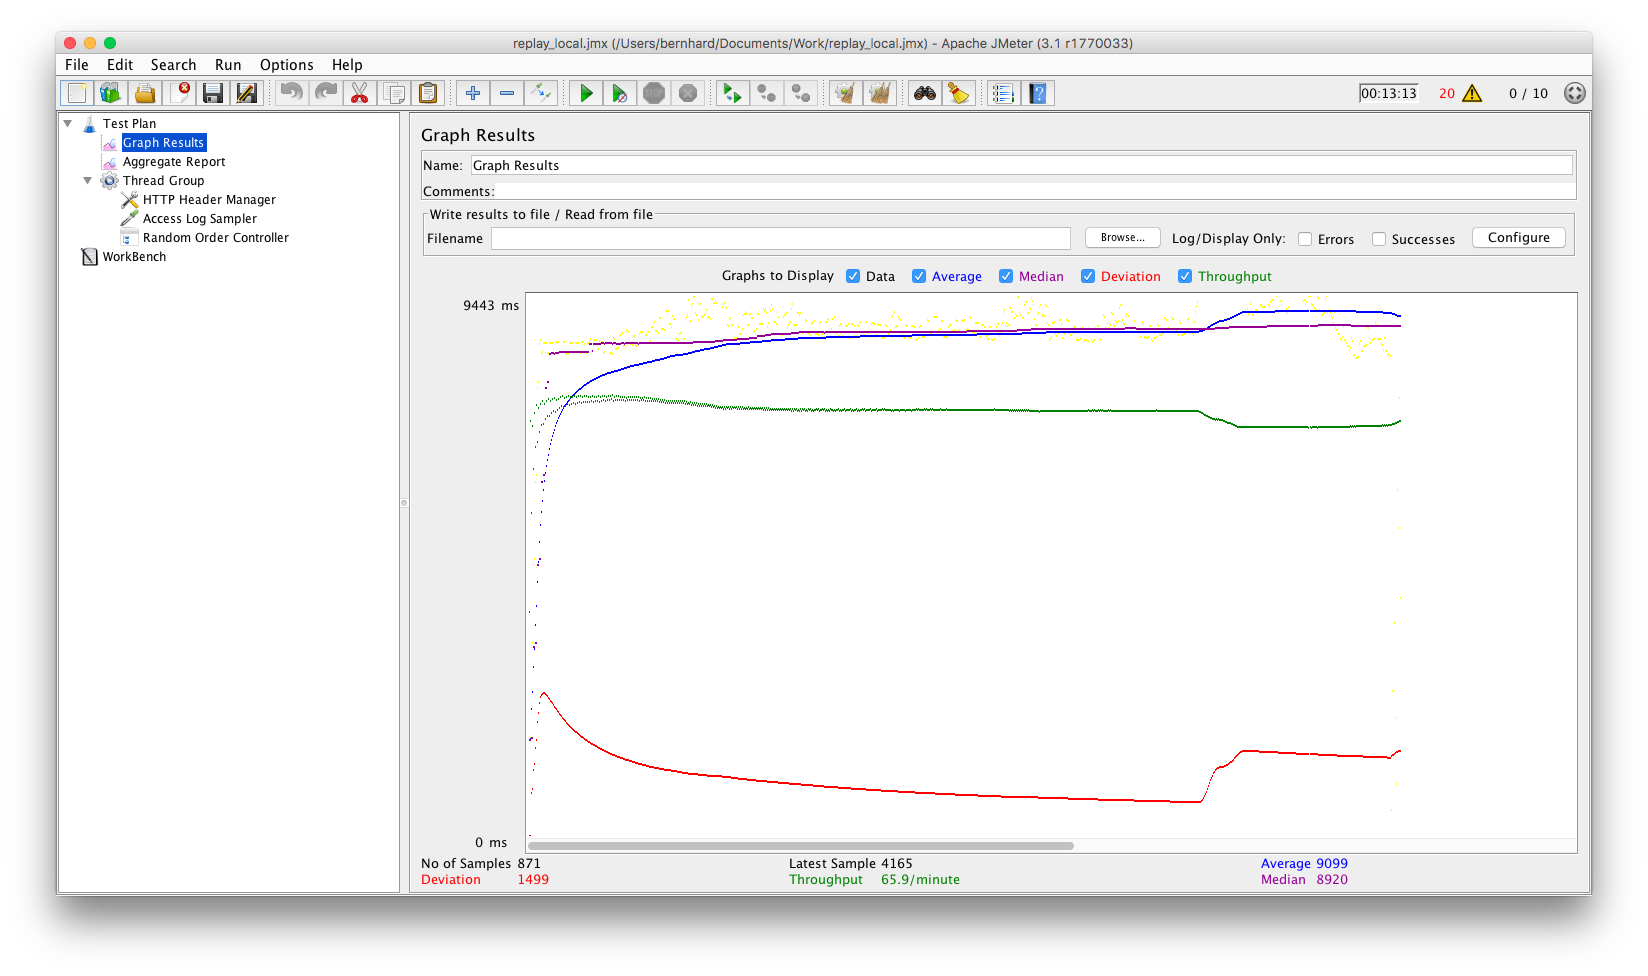 replay_local.jmx (/Users/bernhard/Documents/Work/replay_local.jmx) - Apache JMeter (3.1 r1770033)
File Edit Search Run Options Help
STOP
00:13:13 20 0 / 10
Test Plan
Graph Results
Aggregate Report
Thread Group
HTTP Header Manager
Access Log Sampler
Random Order Controller
WorkBench
Graph Results
Name: Graph Results
Comments:
Write results to file / Read from file
Filename Browse... Log/Display Only: Errors Successes Configure
Graphs to Display Data Average Median Deviation Throughput
9443 ms
0 ms
No of Samples 871 Latest Sample 4165 Average 9099
Deviation 1499 Throughput 65.9/minute Median 8920